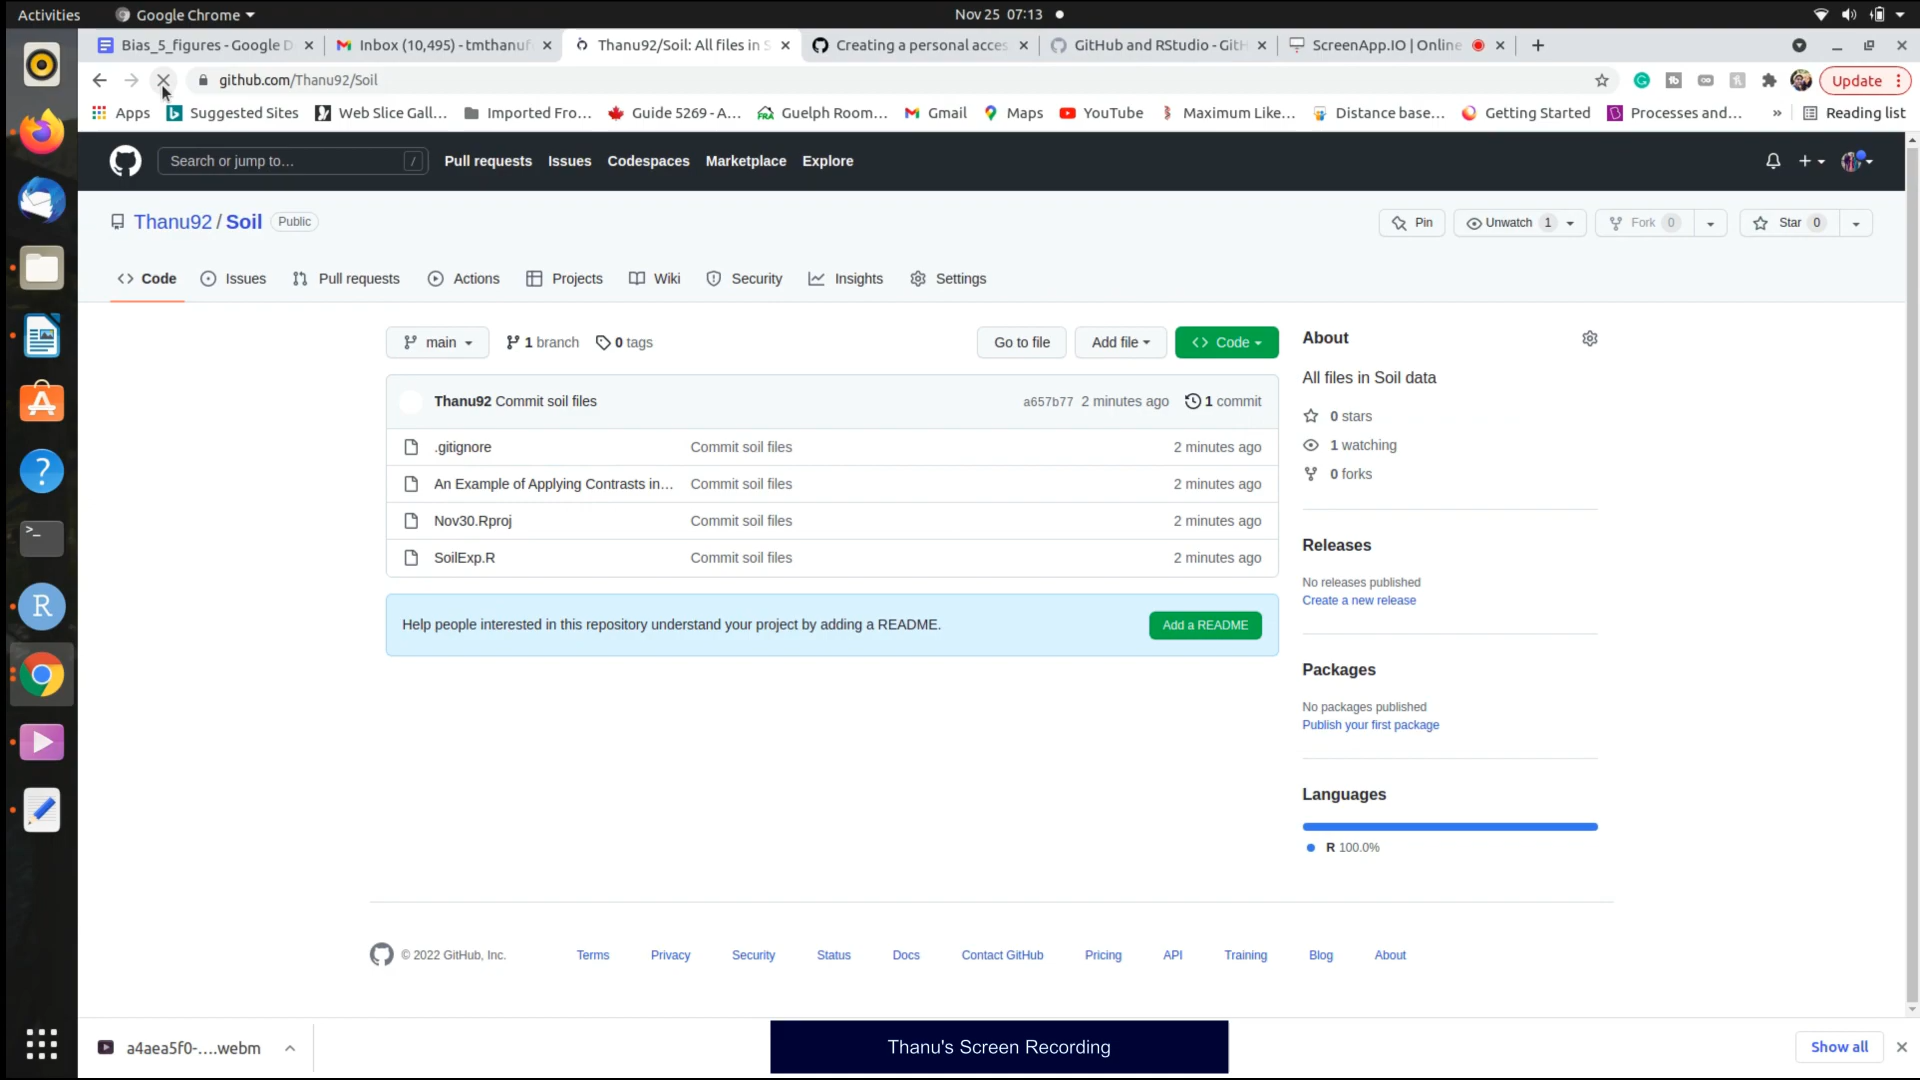 Activities Google Chrome Nov 25 07:13
Bias_5_figures - Google D Inbox (10,495) - tmthanuf Thanu92/Soil: All files in S Creating a personal acces GitHub and RStudio - GitH ScreenApp.IO | Online
github.com/Thanu92/Soil Update
Apps Suggested Sites Web Slice Gall... Imported Fro... Guide 5269 - A... Guelph Room... Gmail Maps YouTube Maximum Like... Distance base... Getting Started Processes and... » Reading list
Search or jump to... / Pull requests Issues Codespaces Marketplace Explore
Thanu92 / Soil Public Pin Unwatch 1 Fork 0 Star 0
<> Code Issues Pull requests Actions Projects Wiki Security Insights Settings
main 1 branch 0 tags Go to file Add file <> Code About
All files in Soil data
Thanu92 Commit soil files a657b77 2 minutes ago 1 commit
0 stars
.gitignore Commit soil files 2 minutes ago
1 watching
An Example of Applying Contrasts in... Commit soil files 2 minutes ago
0 forks
Nov30.Rproj Commit soil files 2 minutes ago
SoilExp.R Commit soil files 2 minutes ago
Releases
No releases published
Create a new release
Help people interested in this repository understand your project by adding a README. Add a README
Packages
No packages published
Publish your first package
Languages
R 100.0%
© 2022 GitHub, Inc. Terms Privacy Security Status Docs Contact GitHub Pricing API Training Blog About
a4aea5f0-....webm Thanu's Screen Recording Show all